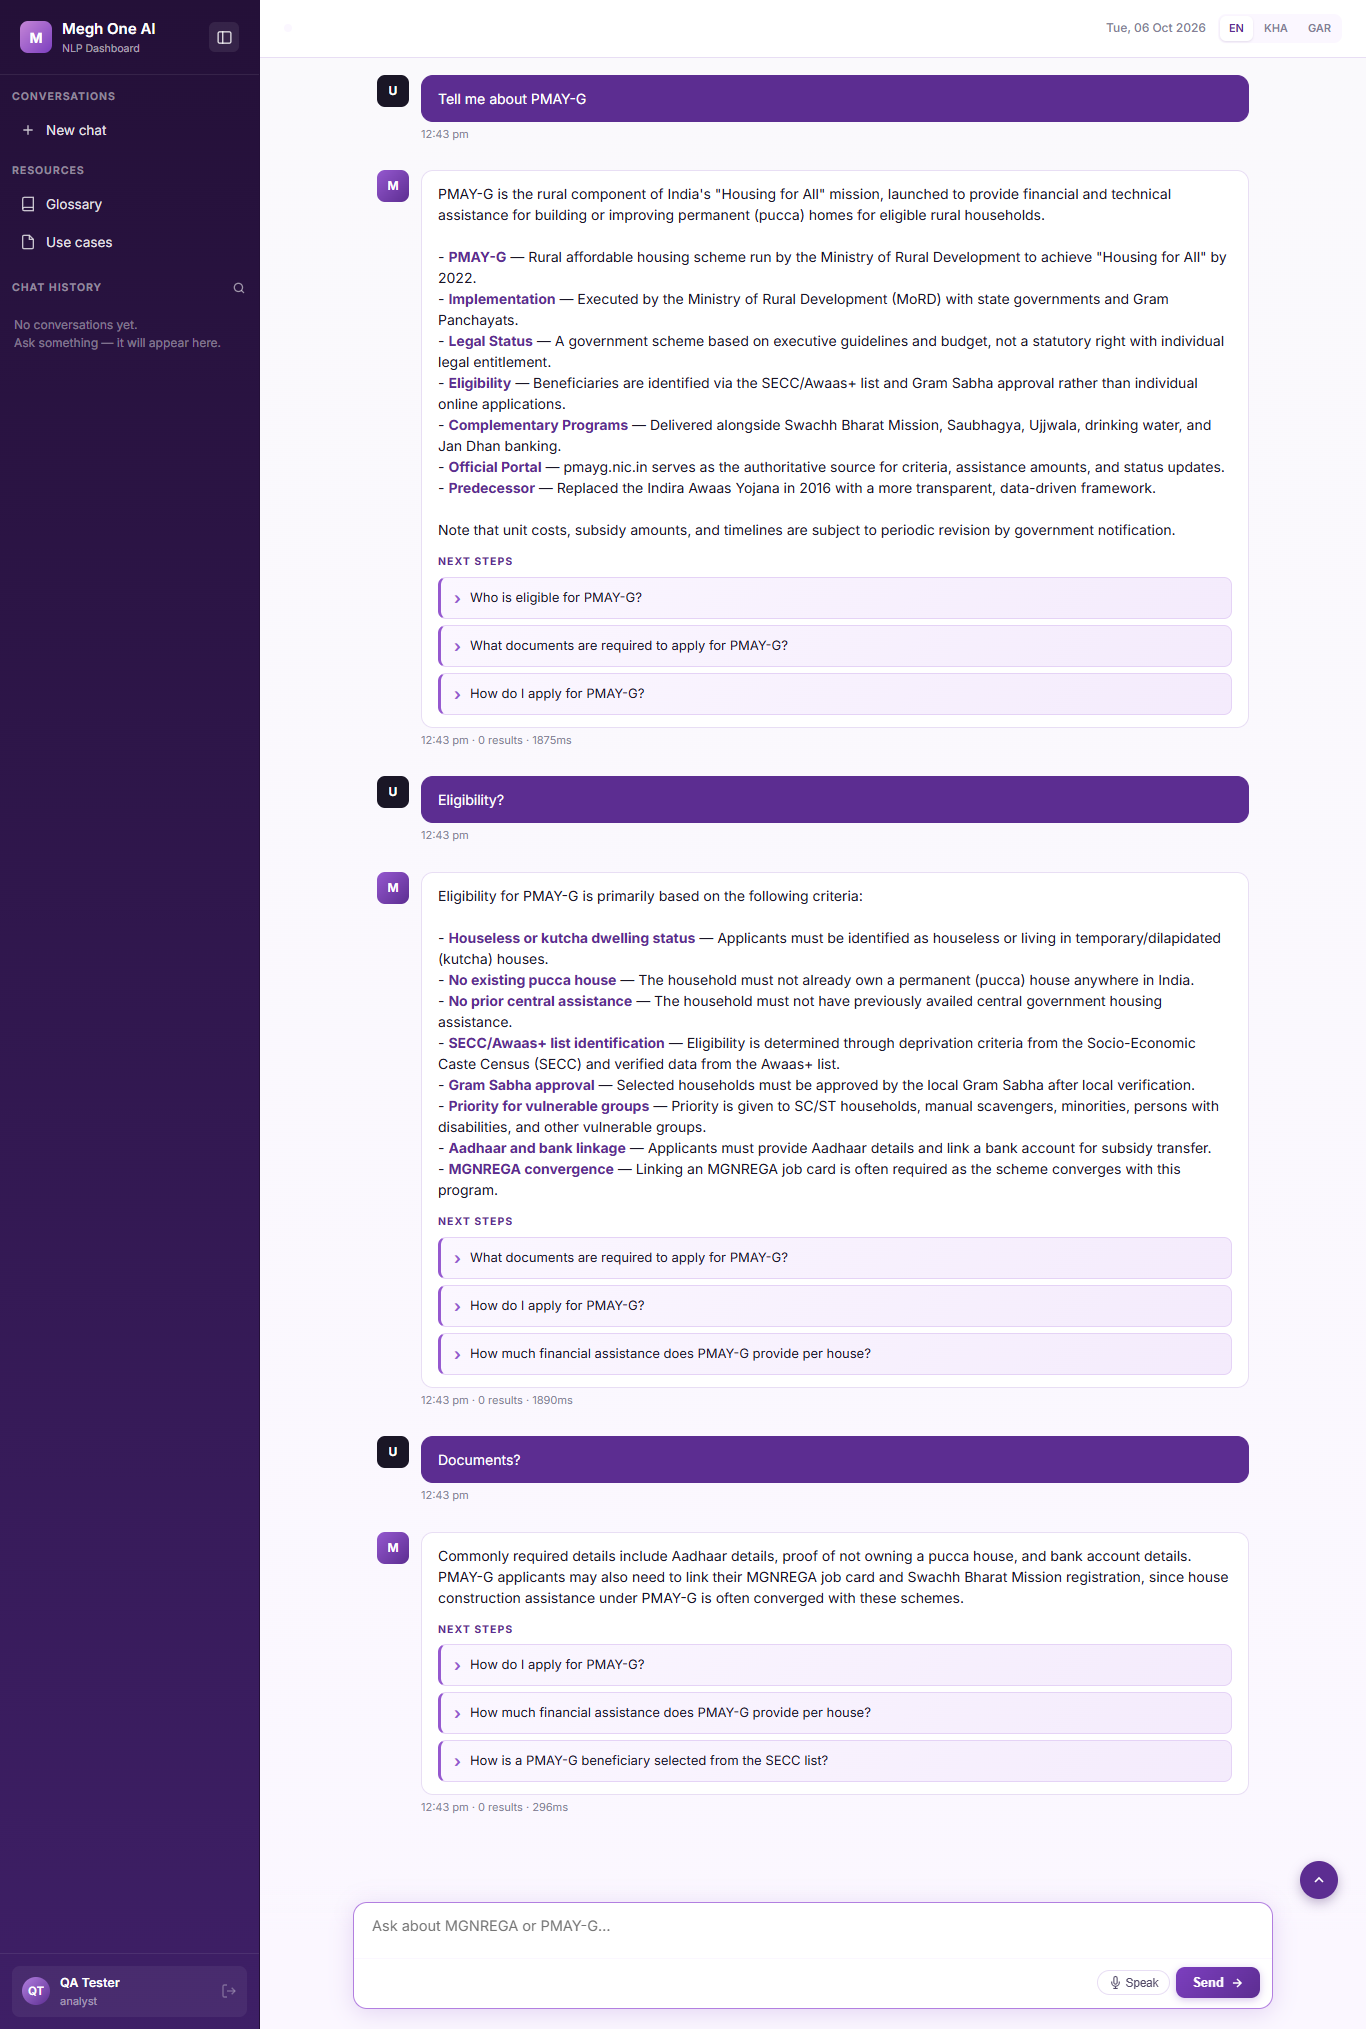 M
Megh One AI
NLP Dashboard
CONVERSATIONS
+ New chat
RESOURCES
Glossary
Use cases
CHAT HISTORY
No conversations yet.
Ask something — it will appear here.
QT
QA Tester
analyst
Tue, 06 Oct 2026
EN KHA GAR
U
Tell me about PMAY-G
12:43 pm
M
PMAY-G is the rural component of India's "Housing for All" mission, launched to provide financial and technical
assistance for building or improving permanent (pucca) homes for eligible rural households.
- PMAY-G — Rural affordable housing scheme run by the Ministry of Rural Development to achieve "Housing for All" by
2022.
- Implementation — Executed by the Ministry of Rural Development (MoRD) with state governments and Gram
Panchayats.
- Legal Status — A government scheme based on executive guidelines and budget, not a statutory right with individual
legal entitlement.
- Eligibility — Beneficiaries are identified via the SECC/Awaas+ list and Gram Sabha approval rather than individual
online applications.
- Complementary Programs — Delivered alongside Swachh Bharat Mission, Saubhagya, Ujjwala, drinking water, and
Jan Dhan banking.
- Official Portal — pmayg.nic.in serves as the authoritative source for criteria, assistance amounts, and status updates.
- Predecessor — Replaced the Indira Awaas Yojana in 2016 with a more transparent, data-driven framework.
Note that unit costs, subsidy amounts, and timelines are subject to periodic revision by government notification.
NEXT STEPS
› Who is eligible for PMAY-G?
› What documents are required to apply for PMAY-G?
› How do I apply for PMAY-G?
12:43 pm · 0 results · 1875ms
U
Eligibility?
12:43 pm
M
Eligibility for PMAY-G is primarily based on the following criteria:
- Houseless or kutcha dwelling status — Applicants must be identified as houseless or living in temporary/dilapidated
(kutcha) houses.
- No existing pucca house — The household must not already own a permanent (pucca) house anywhere in India.
- No prior central assistance — The household must not have previously availed central government housing
assistance.
- SECC/Awaas+ list identification — Eligibility is determined through deprivation criteria from the Socio-Economic
Caste Census (SECC) and verified data from the Awaas+ list.
- Gram Sabha approval — Selected households must be approved by the local Gram Sabha after local verification.
- Priority for vulnerable groups — Priority is given to SC/ST households, manual scavengers, minorities, persons with
disabilities, and other vulnerable groups.
- Aadhaar and bank linkage — Applicants must provide Aadhaar details and link a bank account for subsidy transfer.
- MGNREGA convergence — Linking an MGNREGA job card is often required as the scheme converges with this
program.
NEXT STEPS
› What documents are required to apply for PMAY-G?
› How do I apply for PMAY-G?
› How much financial assistance does PMAY-G provide per house?
12:43 pm · 0 results · 1890ms
U
Documents?
12:43 pm
M
Commonly required details include Aadhaar details, proof of not owning a pucca house, and bank account details.
PMAY-G applicants may also need to link their MGNREGA job card and Swachh Bharat Mission registration, since house
construction assistance under PMAY-G is often converged with these schemes.
NEXT STEPS
› How do I apply for PMAY-G?
› How much financial assistance does PMAY-G provide per house?
› How is a PMAY-G beneficiary selected from the SECC list?
12:43 pm · 0 results · 296ms
Ask about MGNREGA or PMAY-G...
Speak
Send →